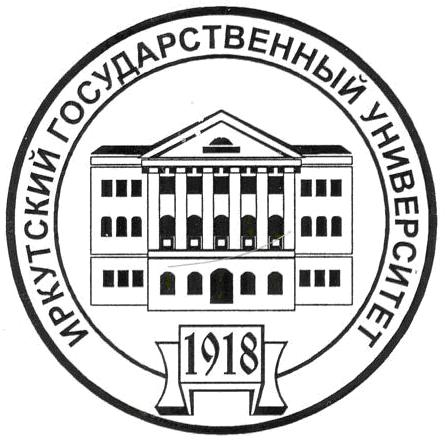 ИРКУТСКИЙ ГОСУДАРСТВЕННЫЙ УНИВЕРСИТЕТ
1918